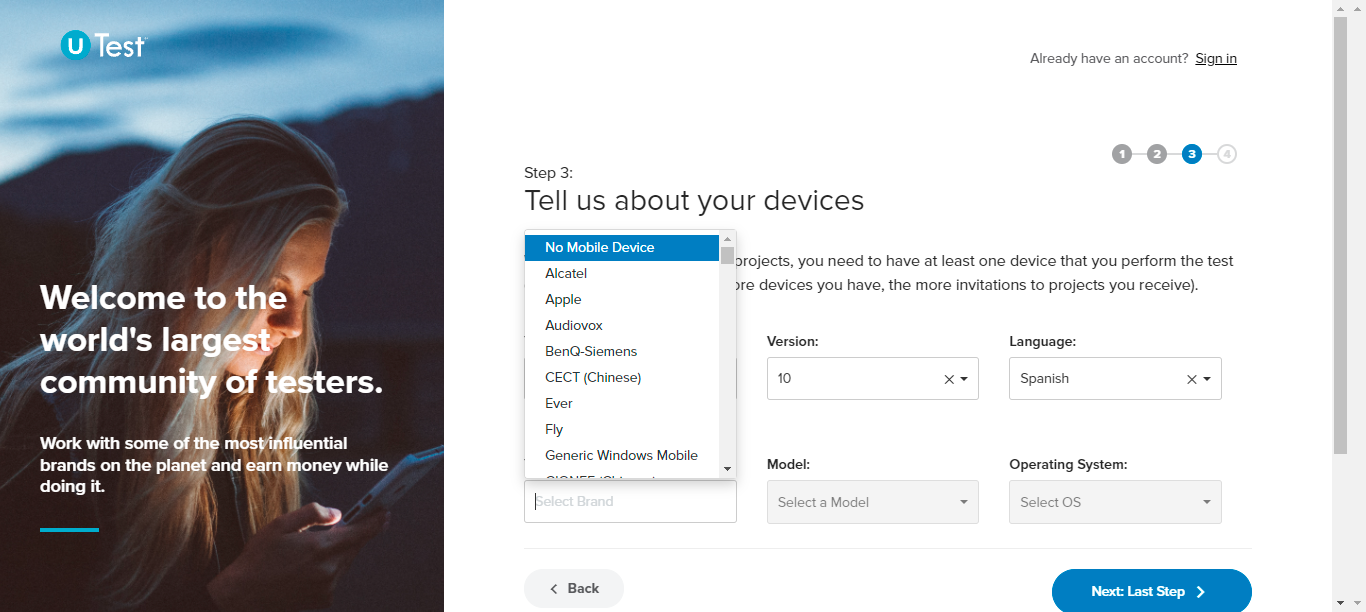 U Test
Already have an account? Sign in
1 2 3 4
Step 3:
Tell us about your devices
projects, you need to have at least one device that you perform the test
ore devices you have, the more invitations to projects you receive).
No Mobile Device
Alcatel
Apple
Audiovox
BenQ-Siemens
CECT (Chinese)
Ever
Fly
Generic Windows Mobile
Version:
10
Language:
Spanish
Select Brand
Model:
Select a Model
Operating System:
Select OS
Back
Next: Last Step
Welcome to the
world's largest
community of testers.
Work with some of the most influential
brands on the planet and earn money while
doing it.